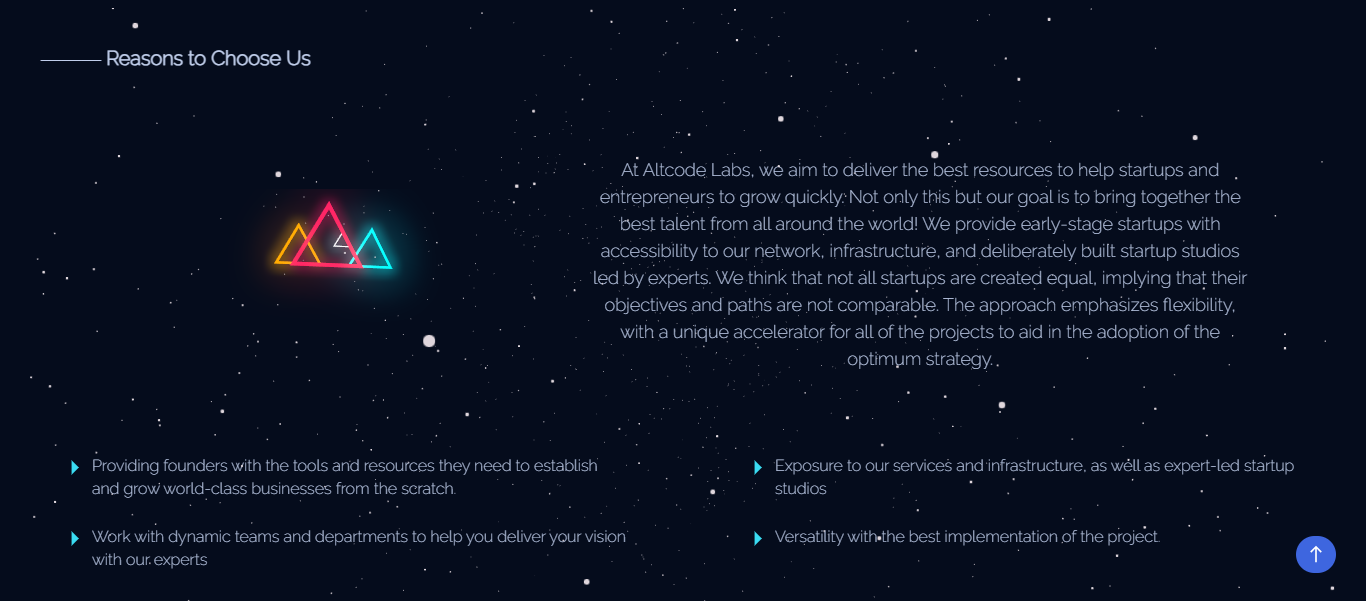 Reasons to Choose Us
At Altcode Labs, we aim to deliver the best resources to help startups and
entrepreneurs to grow quickly. Not only this but our goal is to bring together the
best talent from all around the world! We provide early-stage startups with
accessibility to our network, infrastructure, and deliberately built startup studios
led by experts. We think that not all startups are created equal, implying that their
objectives and paths are not comparable. The approach emphasizes flexibility,
with a unique accelerator for all of the projects to aid in the adoption of the
optimum strategy.
Providing founders with the tools and resources they need to establish
and grow world-class businesses from the scratch.
Exposure to our services and infrastructure, as well as expert-led startup
studios
Work with dynamic teams and departments to help you deliver your vision
with our experts
Versatility with the best implementation of the project.